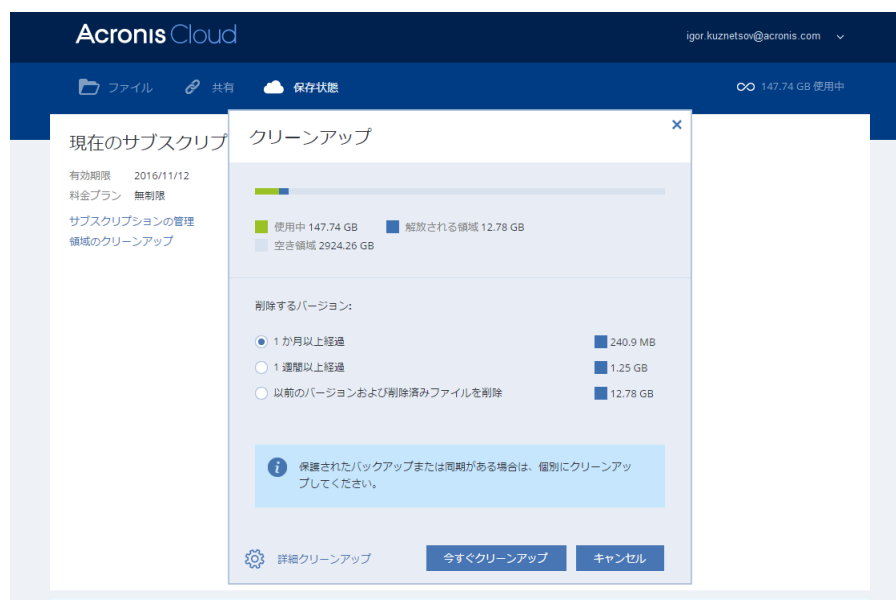 Acronis Cloud
igor.kuznetsov@acronis.com
ファイル 共有 保存状態 147.74 GB 使用中
現在のサブスクリプ
有効期限 2016/11/12
料金プラン 無制限
サブスクリプションの管理
領域のクリーンアップ
クリーンアップ
使用中 147.74 GB 解放される領域 12.78 GB
空き領域 2924.26 GB
削除するバージョン:
1 か月以上経過 240.9 MB
1 週間以上経過 1.25 GB
以前のバージョンおよび削除済みファイルを削除 12.78 GB
保護されたバックアップまたは同期がある場合は、個別にクリーンアッ
プしてください。
詳細クリーンアップ 今すぐクリーンアップ キャンセル